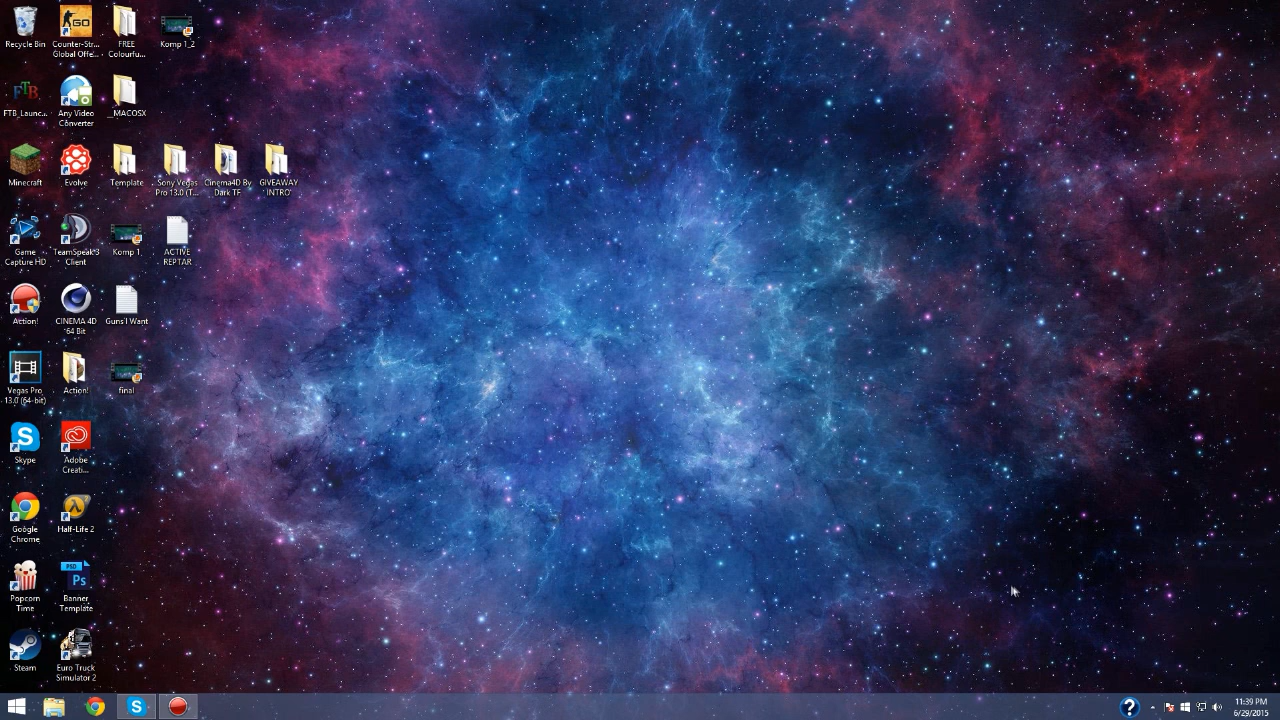 Recycle Bin
Counter-Str...
Global Offe...
FREE
Colourfu...
Komp 1_2
FTB
FTB_Launc...
Any Video
Converter
__MACOSX
Minecraft
Evolve
Template
Sony Vegas
Pro 13.0 (T...
Cinema4D By
Dark TF
GIVEAWAY
INTRO'
Game
Capture HD
TeamSpeak 3
Client
Komp 1
ACTIVE
REPTAR
Action!
CINEMA 4D
64 Bit
Guns I Want
Vegas Pro
13.0 (64-bit)
Action!
final
Skype
Adobe
Creati...
Google
Chrome
Half-Life 2
Popcorn
Time
PSD
Ps
Banner
Template
Steam
Euro Truck
Simulator 2
11:39 PM
6/29/2015